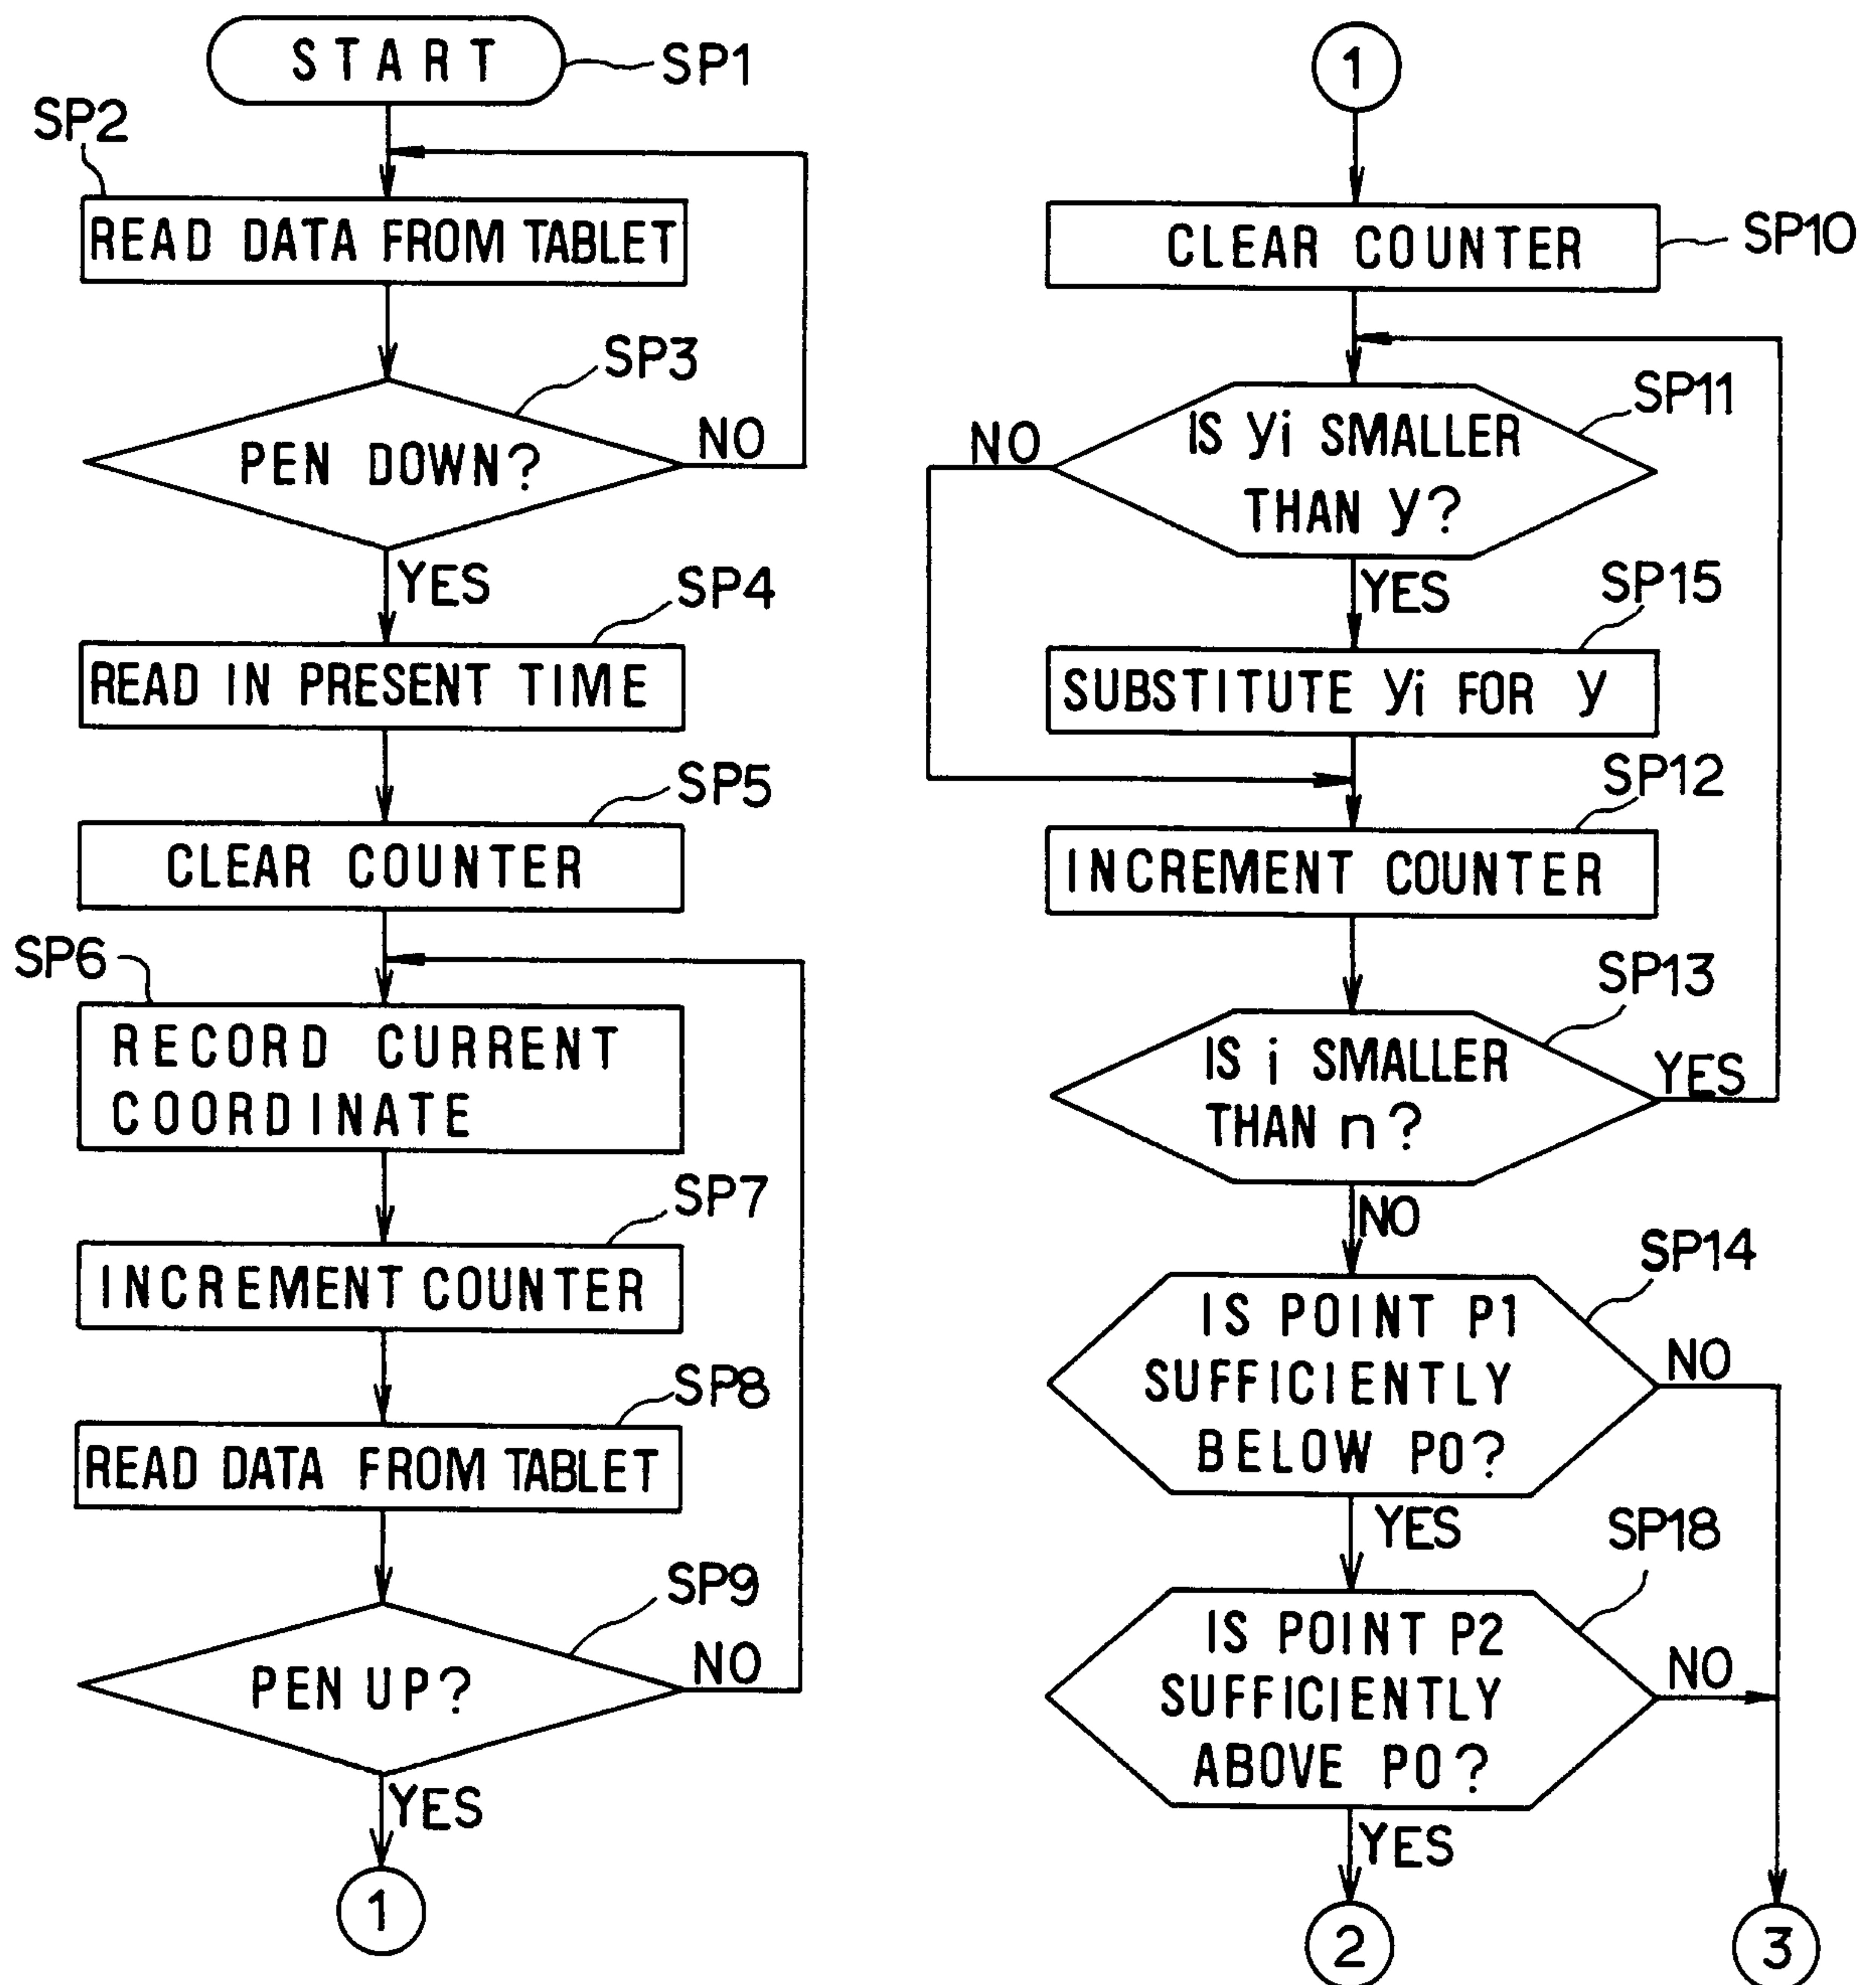 START
SP1
SP2
READ DATA FROM TABLET
SP3
PEN DOWN?
NO
YES
SP4
READ IN PRESENT TIME
SP5
CLEAR COUNTER
SP6
RECORD CURRENT
COORDINATE
SP7
INCREMENT COUNTER
SP8
READ DATA FROM TABLET
SP9
PEN UP?
NO
YES
1
1
CLEAR COUNTER
SP10
SP11
IS yi SMALLER
THAN y?
NO
YES
SP15
SUBSTITUTE yi FOR y
SP12
INCREMENT COUNTER
SP13
IS i SMALLER
THAN n?
YES
NO
SP14
IS POINT P1
SUFFICIENTLY
BELOW P0?
NO
YES
SP18
IS POINT P2
SUFFICIENTLY
ABOVE P0?
NO
YES
2
3